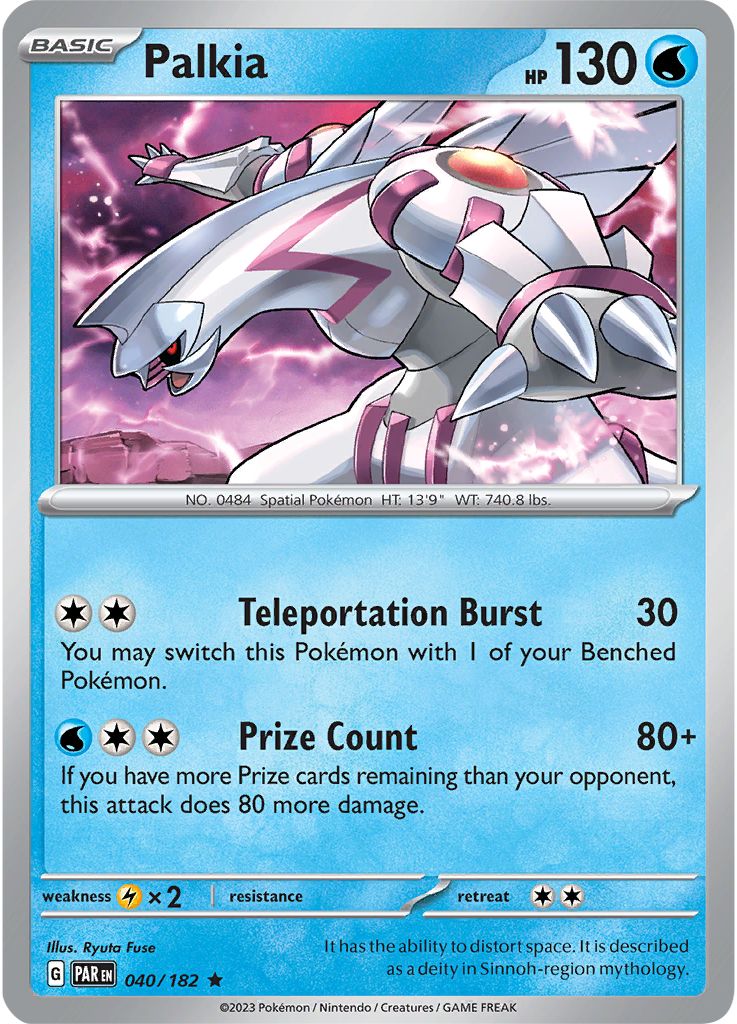 BASIC Palkia HP 130
NO. 0484 Spatial Pokémon HT: 13'9" WT: 740.8 lbs.
Teleportation Burst 30
You may switch this Pokémon with 1 of your Benched
Pokémon.
Prize Count 80+
If you have more Prize cards remaining than your opponent,
this attack does 80 more damage.
weakness ×2 resistance retreat
Illus. Ryuta Fuse
It has the ability to distort space. It is described
as a deity in Sinnoh-region mythology.
G PAR EN 040/182
©2023 Pokémon / Nintendo / Creatures / GAME FREAK